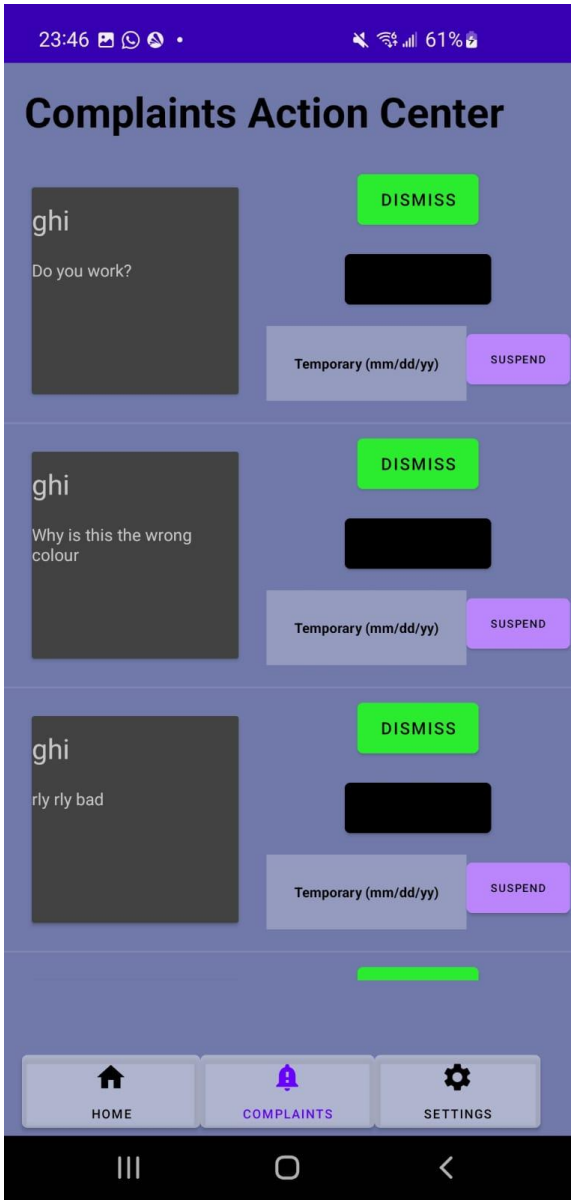 23:46 61%
Complaints Action Center
ghi
Do you work?
DISMISS
Temporary (mm/dd/yy)
SUSPEND
ghi
Why is this the wrong
colour
DISMISS
Temporary (mm/dd/yy)
SUSPEND
ghi
rly rly bad
DISMISS
Temporary (mm/dd/yy)
SUSPEND
HOME COMPLAINTS SETTINGS